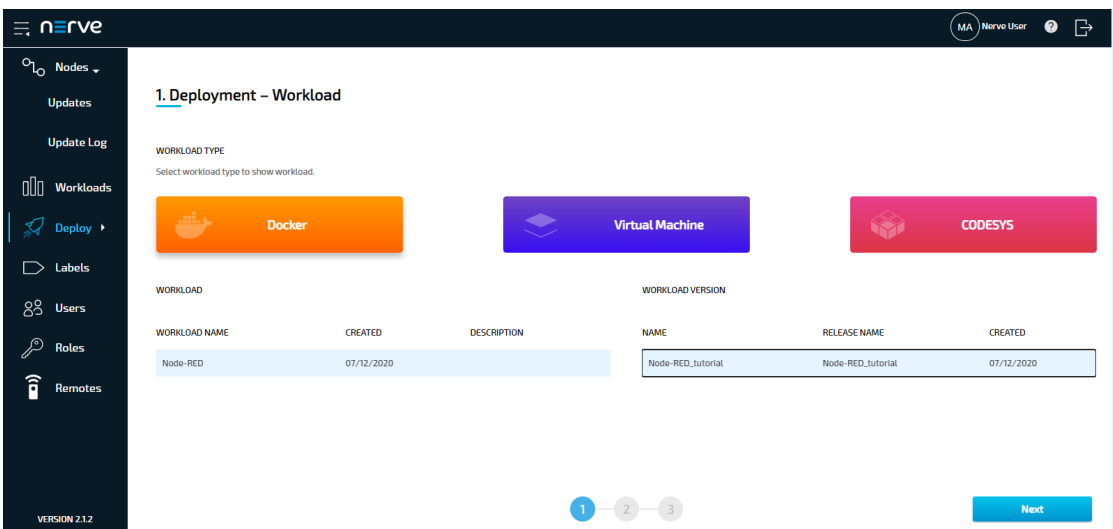 nerve
MA Nerve User ?
Nodes
Updates
Update Log
Workloads
Deploy
Labels
Users
Roles
Remotes
VERSION 2.1.2
1. Deployment – Workload
WORKLOAD TYPE
Select workload type to show workload.
Docker Virtual Machine CODESYS
WORKLOAD WORKLOAD VERSION
WORKLOAD NAME CREATED DESCRIPTION NAME RELEASE NAME CREATED
Node-RED 07/12/2020 Node-RED_tutorial Node-RED_tutorial 07/12/2020
1 2 3 Next